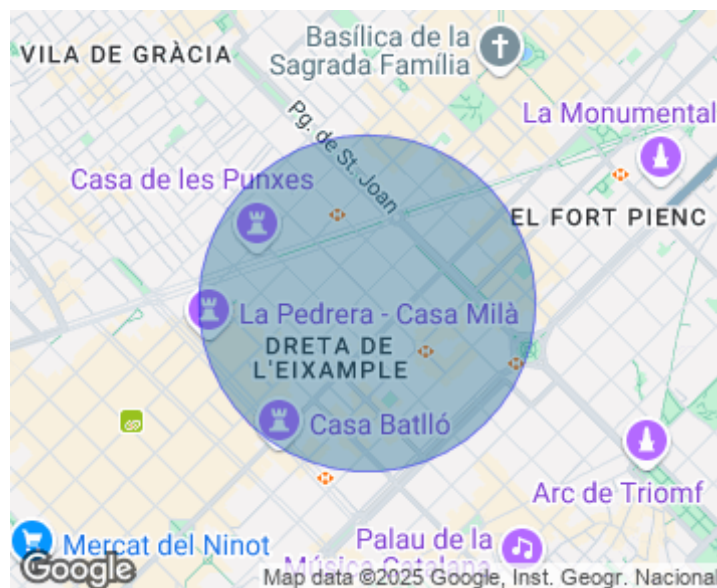 Basílica de la
Sagrada Família
VILA DE GRÀCIA
La Monumental
Pg. de St. Joan
Casa de les Punxes
EL FORT PIENC
La Pedrera - Casa Milà
DRETA DE
L'EIXAMPLE
Casa Batlló
Arc de Triomf
Mercat del Ninot
Palau de la
Música Catalana
Google
Map data ©2025 Google, Inst. Geogr. Nacional